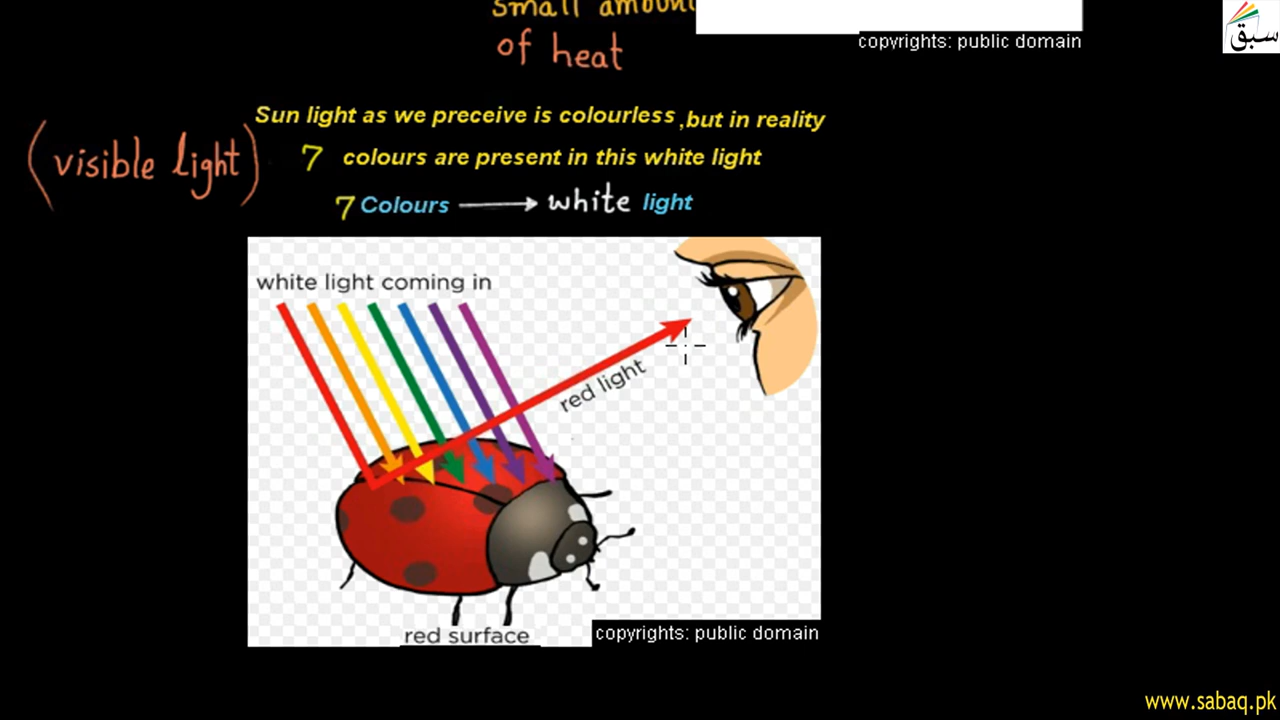 small amoun
of heat
copyrights: public domain
سبق
Sun light as we preceive is colourless ,but in reality
(visible light) 7 colours are present in this white light
7 Colours → white light
white light coming in
red light
red surface
copyrights: public domain
www.sabaq.pk